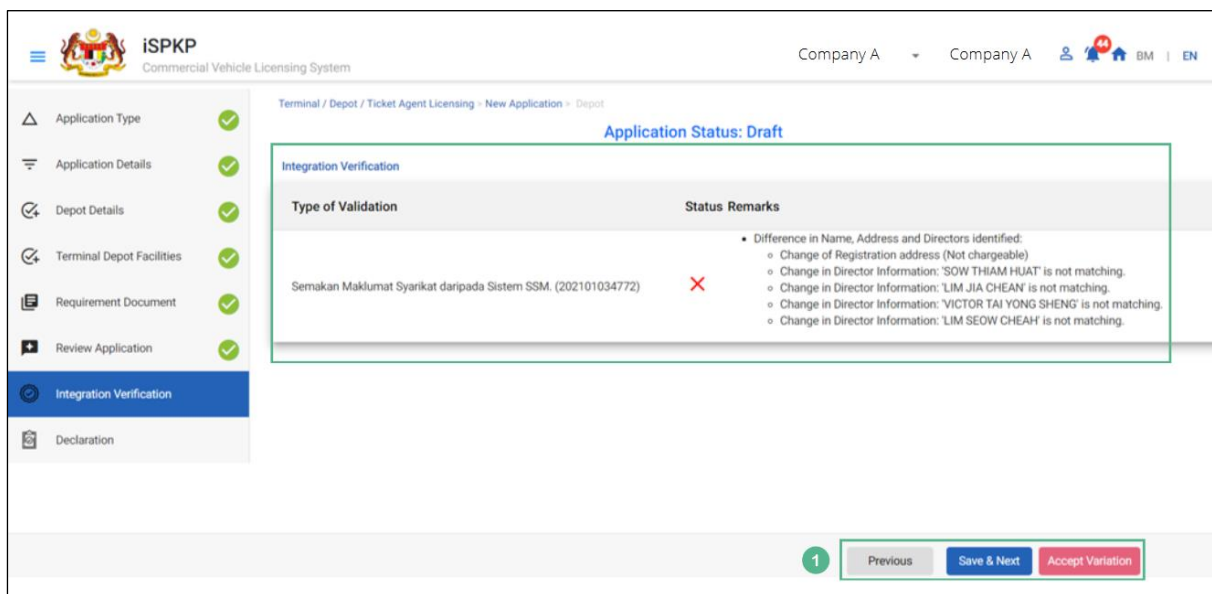 iSPKP
Commercial Vehicle Licensing System
Company A
Company A
44
BM | EN
Application Type
Application Details
Depot Details
Terminal Depot Facilities
Requirement Document
Review Application
Integration Verification
Declaration
Terminal / Depot / Ticket Agent Licensing > New Application > Depot
Application Status: Draft
Integration Verification
Type of Validation Status Remarks
Semakan Maklumat Syarikat daripada Sistem SSM. (202101034772)
• Difference in Name, Address and Directors identified:
○ Change of Registration address (Not chargeable)
○ Change in Director Information: 'SOW THIAM HUAT' is not matching.
○ Change in Director Information: 'LIM JIA CHEAN' is not matching.
○ Change in Director Information: 'VICTOR TAI YONG SHENG' is not matching.
○ Change in Director Information: 'LIM SEOW CHEAH' is not matching.
1 Previous Save & Next Accept Variation